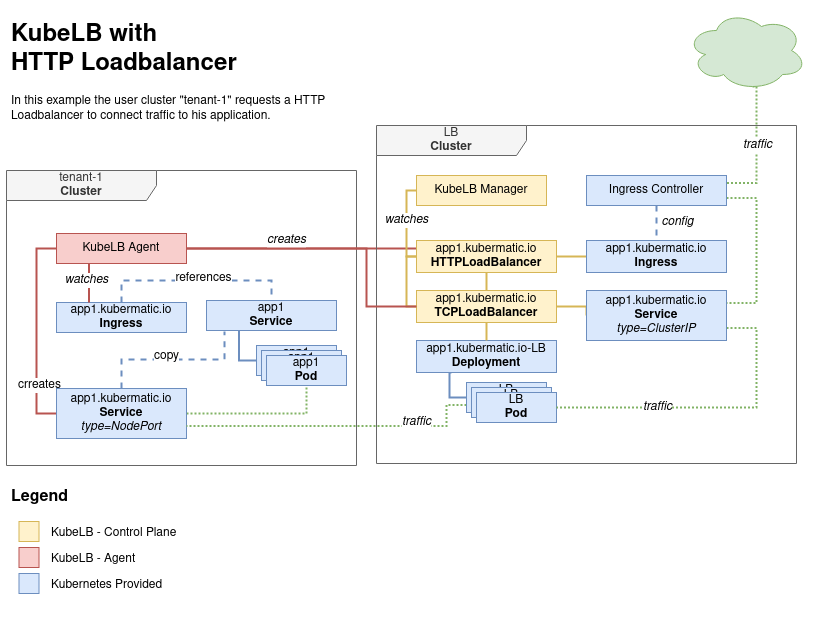 KubeLB with
HTTP Loadbalancer
In this example the user cluster "tenant-1" requests a HTTP
Loadbalancer to connect traffic to his application.
tenant-1
Cluster
KubeLB Agent
creates
watches
references
app1.kubermatic.io
Ingress
app1
Service
copy
app1
app1
app1
Pod
crreates
app1.kubermatic.io
Service
type=NodePort
traffic
LB
Cluster
traffic
KubeLB Manager
Ingress Controller
watches
config
app1.kubermatic.io
HTTPLoadBalancer
app1.kubermatic.io
Ingress
app1.kubermatic.io
TCPLoadBalancer
app1.kubermatic.io
Service
type=ClusterIP
app1.kubermatic.io-LB
Deployment
LB
LB
LB
Pod
traffic
Legend
KubeLB - Control Plane
KubeLB - Agent
Kubernetes Provided